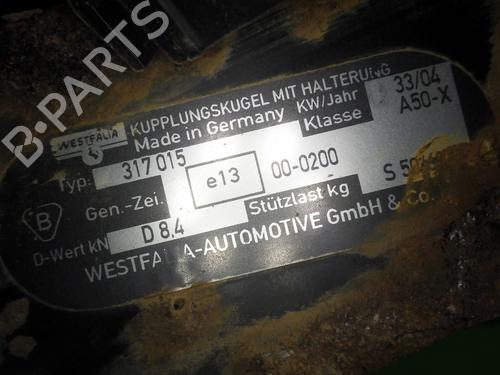 B-PARTS
WESTFALIA
KUPPLUNGSKUGEL MIT HALTERUNG
Made in Germany
KW/Jahr 33/04
Klasse A50-X
Typ: 317 015
Gen.-Zei. e13 00-0200
D-Wert kN D 8,4 Stützlast kg S
B
WESTFALIA-AUTOMOTIVE GmbH & Co.